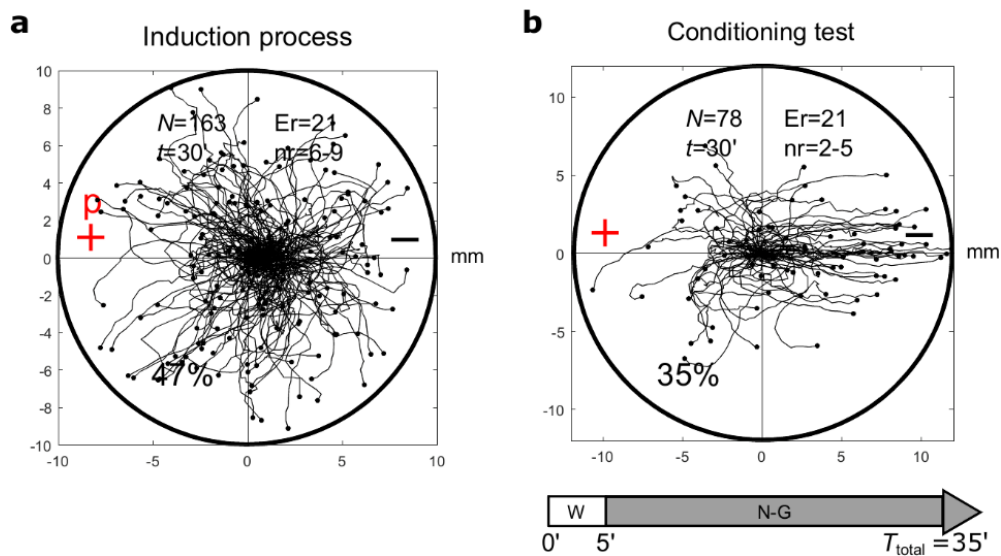 a
Induction process
10
8
6
4
2
0
-2
-4
-6
-8
-10
-10
-5
0
5
10
N=163
t=30'
Er=21
nr=6-9
p
+
−
47%
mm
b
Conditioning test
10
5
0
-5
-10
-10
-5
0
5
10
N=78
t=30'
Er=21
nr=2-5
+
−
35%
mm
W
N-G
0'
5'
Ttotal =35'